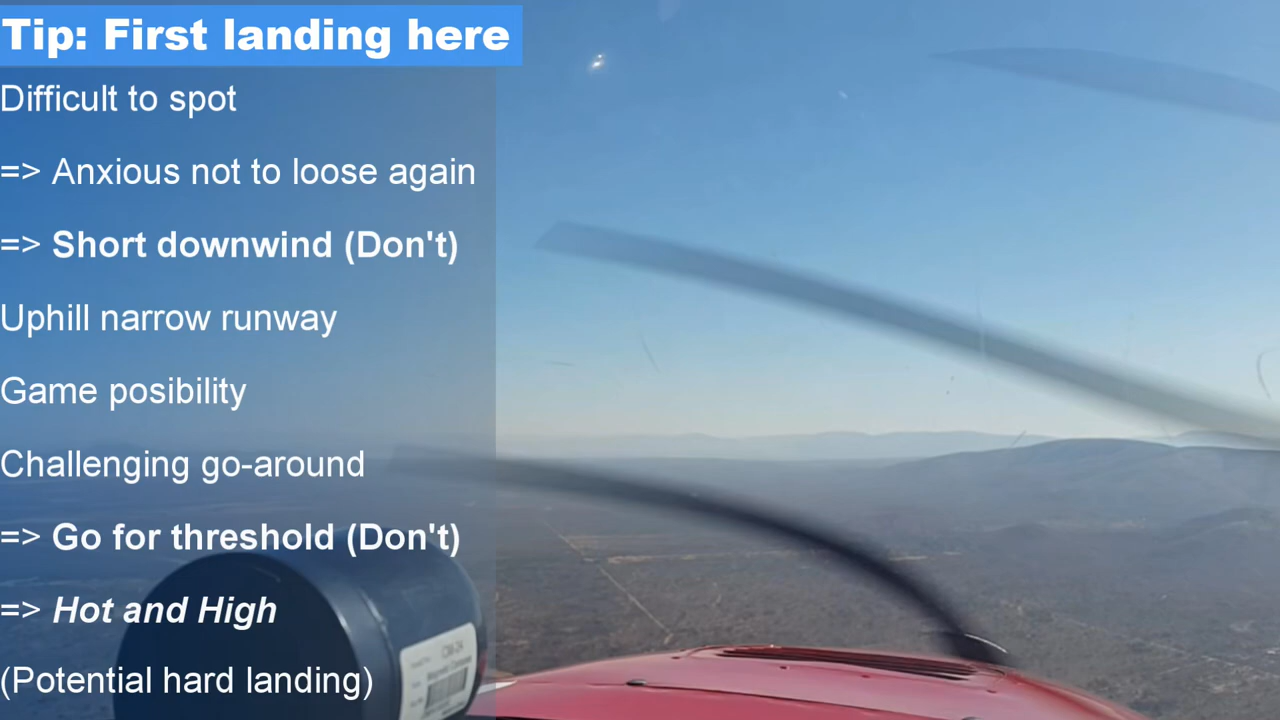 Tip: First landing here
Difficult to spot
=> Anxious not to loose again
=> Short downwind (Don't)
Uphill narrow runway
Game posibility
Challenging go-around
=> Go for threshold (Don't)
=> Hot and High
(Potential hard landing)